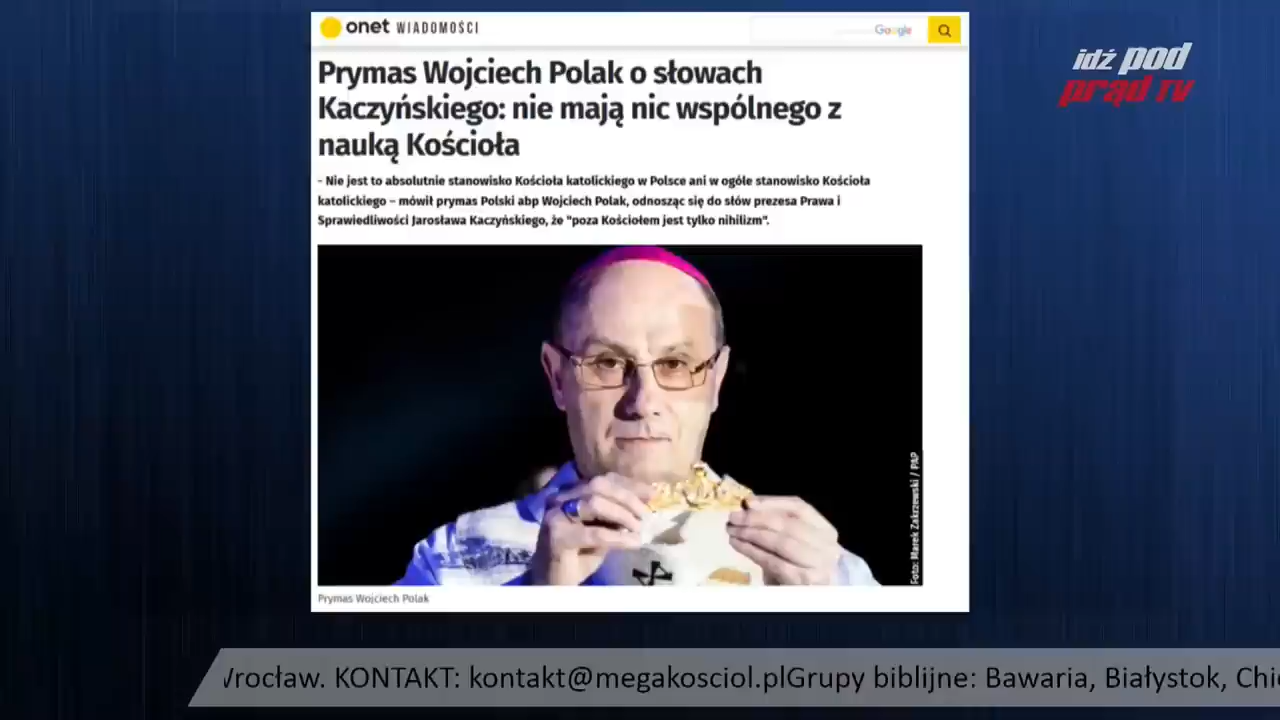 onet WIADOMOŚCI
Google
idź pod
prąd TV
Prymas Wojciech Polak o słowach
Kaczyńskiego: nie mają nic wspólnego z
nauką Kościoła
- Nie jest to absolutnie stanowisko Kościoła katolickiego w Polsce ani w ogóle stanowisko Kościoła
katolickiego – mówił prymas Polski abp Wojciech Polak, odnosząc się do słów prezesa Prawa i
Sprawiedliwości Jarosława Kaczyńskiego, że "poza Kościołem jest tylko nihilizm".
Foto: Marek Zakrzewski / PAP
Prymas Wojciech Polak
Wrocław. KONTAKT: kontakt@megakosciol.plGrupy biblijne: Bawaria, Białystok, Chi